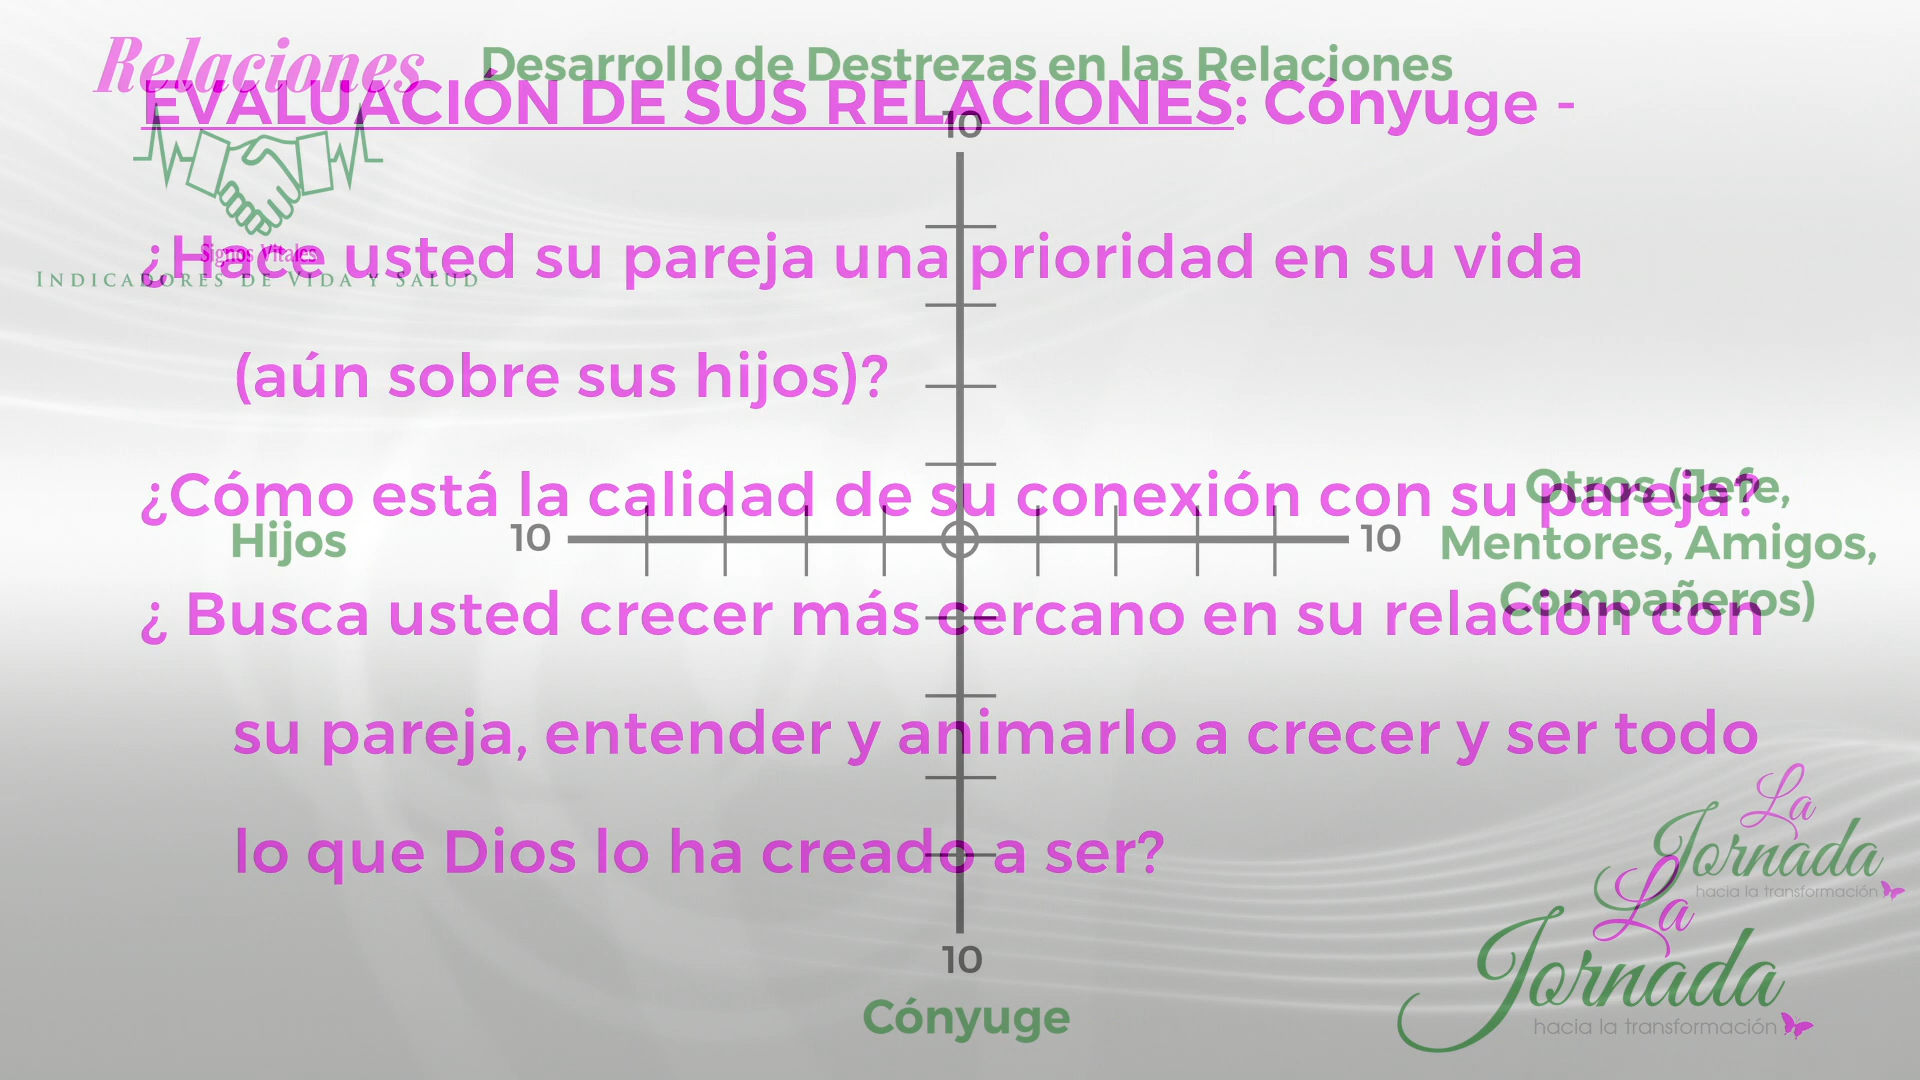 Relaciones
Desarrollo de Destrezas en las Relaciones
EVALUACIÓN DE SUS RELACIONES: Cónyuge -
10
Signos Vitales
INDICADORES DE VIDA Y SALUD
¿Hace usted su pareja una prioridad en su vida
(aún sobre sus hijos)?
¿Cómo está la calidad de su conexión con su pareja?
Hijos
10
10
Otros (Jefe,
Mentores, Amigos,
Compañeros)
¿ Busca usted crecer más cercano en su relación con
su pareja, entender y animarlo a crecer y ser todo
lo que Dios lo ha creado a ser?
10
Cónyuge
La
Jornada
hacia la transformación
La
Jornada
hacia la transformación